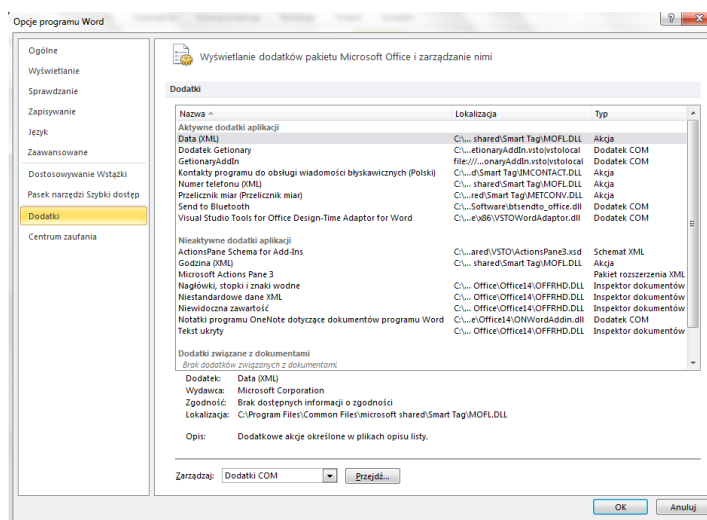 Opcje programu Word
Ogólne
Wyświetlanie
Sprawdzanie
Zapisywanie
Język
Zaawansowane
Dostosowywanie Wstążki
Pasek narzędzi Szybki dostęp
Dodatki
Centrum zaufania
Wyświetlanie dodatków pakietu Microsoft Office i zarządzanie nimi
Dodatki
Nazwa Lokalizacja Typ
Aktywne dodatki aplikacji
Data (XML) C:\... shared\Smart Tag\MOFL.DLL Akcja
Dodatek Getionary C:\...etionaryAddIn.vsto|vstolocal Dodatek COM
GetionaryAddIn file:///...onaryAddIn.vsto|vstolocal Dodatek COM
Kontakty programu do obsługi wiadomości błyskawicznych (Polski) C:\...d\Smart Tag\IMCONTACT.DLL Akcja
Numer telefonu (XML) C:\... shared\Smart Tag\MOFL.DLL Akcja
Przelicznik miar (Przelicznik miar) C:\...red\Smart Tag\METCONV.DLL Akcja
Send to Bluetooth C:\...Software\btsendto_office.dll Dodatek COM
Visual Studio Tools for Office Design-Time Adaptor for Word C:\...e\x86\VSTOWordAdaptor.dll Dodatek COM
Nieaktywne dodatki aplikacji
ActionsPane Schema for Add-Ins C:\...ared\VSTO\ActionsPane3.xsd Schemat XML
Godzina (XML) C:\... shared\Smart Tag\MOFL.DLL Akcja
Microsoft Actions Pane 3 Pakiet rozszerzenia XML
Nagłówki, stopki i znaki wodne C:\... Office\Office14\OFFRHD.DLL Inspektor dokumentów
Niestandardowe dane XML C:\... Office\Office14\OFFRHD.DLL Inspektor dokumentów
Niewidoczna zawartość C:\... Office\Office14\OFFRHD.DLL Inspektor dokumentów
Notatki programu OneNote dotyczące dokumentów programu Word C:\...e\Office14\ONWordAddin.dll Dodatek COM
Tekst ukryty C:\... Office\Office14\OFFRHD.DLL Inspektor dokumentów
Dodatki związane z dokumentami
Brak dodatków związanych z dokumentami
Dodatek: Data (XML)
Wydawca: Microsoft Corporation
Zgodność: Brak dostępnych informacji o zgodności
Lokalizacja: C:\Program Files\Common Files\microsoft shared\Smart Tag\MOFL.DLL
Opis: Dodatkowe akcje określone w plikach opisu listy.
Zarządzaj: Dodatki COM Przejdź...
OK Anuluj